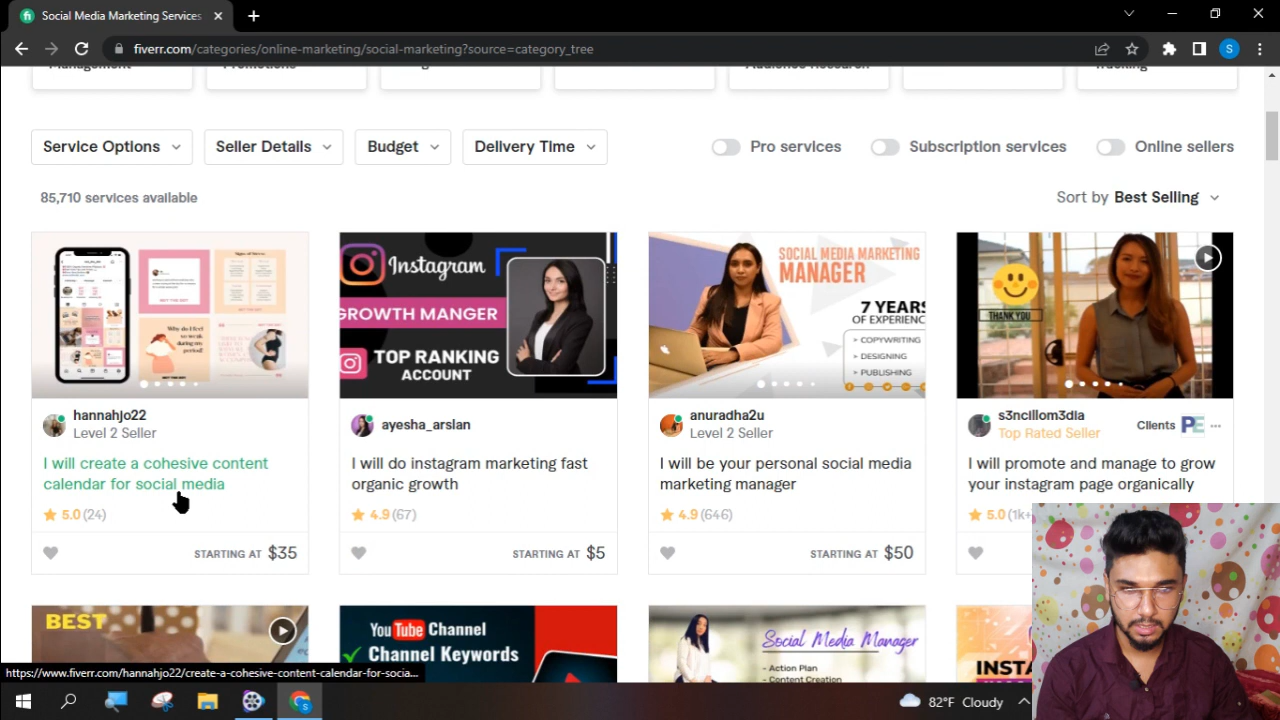 Social Media Marketing Services
fiverr.com/categories/online-marketing/social-marketing?source=category_tree
S
Service Options
Seller Details
Budget
Delivery Time
Pro services
Subscription services
Online sellers
85,710 services available
Sort by Best Selling
Instagram
GROWTH MANGER
TOP RANKING
ACCOUNT
SOCIAL MEDIA MARKETING
MANAGER
7 YEARS
OF EXPERIENC
> COPYWRITING
> DESIGNING
> PUBLISHING
THANK YOU
hannahjo22
Level 2 Seller
I will create a cohesive content
calendar for social media
5.0 (24)
STARTING AT $35
ayesha_arslan
I will do instagram marketing fast
organic growth
4.9 (67)
STARTING AT $5
anuradha2u
Level 2 Seller
I will be your personal social media
marketing manager
4.9 (646)
STARTING AT $50
s3ncillom3dia
Top Rated Seller
Clients PE ...
I will promote and manage to grow
your instagram page organically
5.0 (1k+
BEST
YouTube Channel
Channel Keywords
Social Media Manager
- Action Plan
- Content Creation
INST
https://www.fiverr.com/hannahjo22/create-a-cohesive-content-calendar-for-socia...
82°F Cloudy